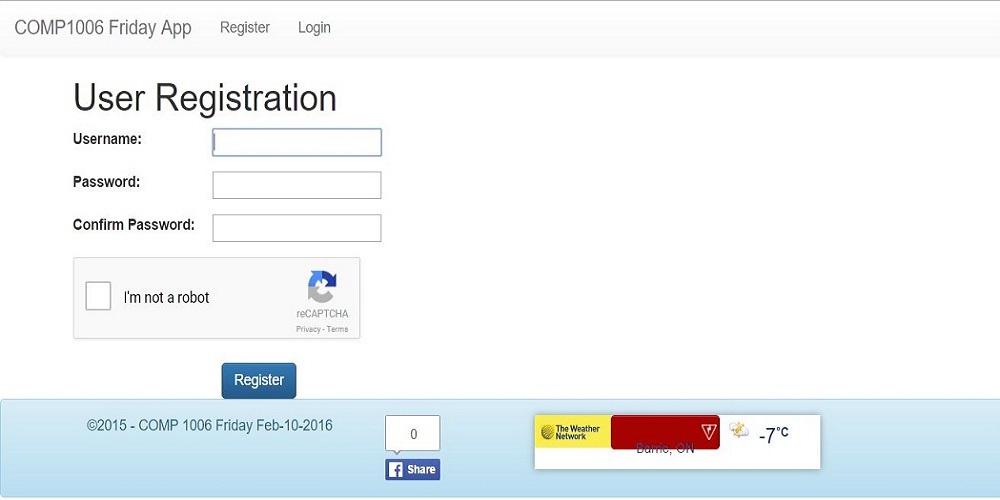 COMP1006 Friday App Register Login
User Registration
Username:
Password:
Confirm Password:
I'm not a robot
reCAPTCHA
Privacy - Terms
Register
©2015 - COMP 1006 Friday Feb-10-2016
0
Share
The Weather
Network
Barrie, ON
-7°C